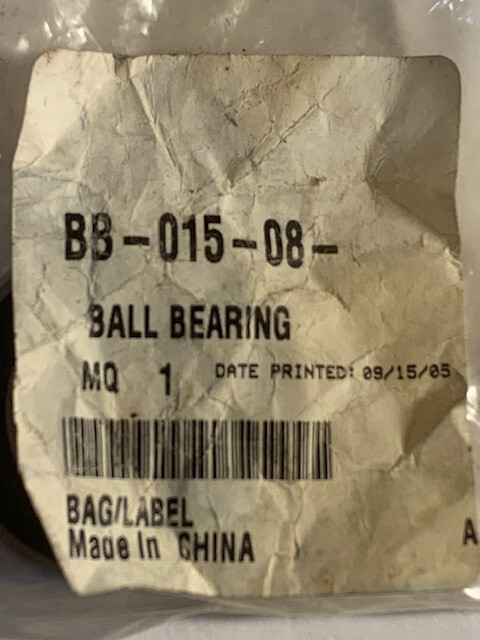 BB-015-08-
BALL BEARING
MQ 1 DATE PRINTED: 09/15/05
BAG/LABEL
Made In CHINA
A